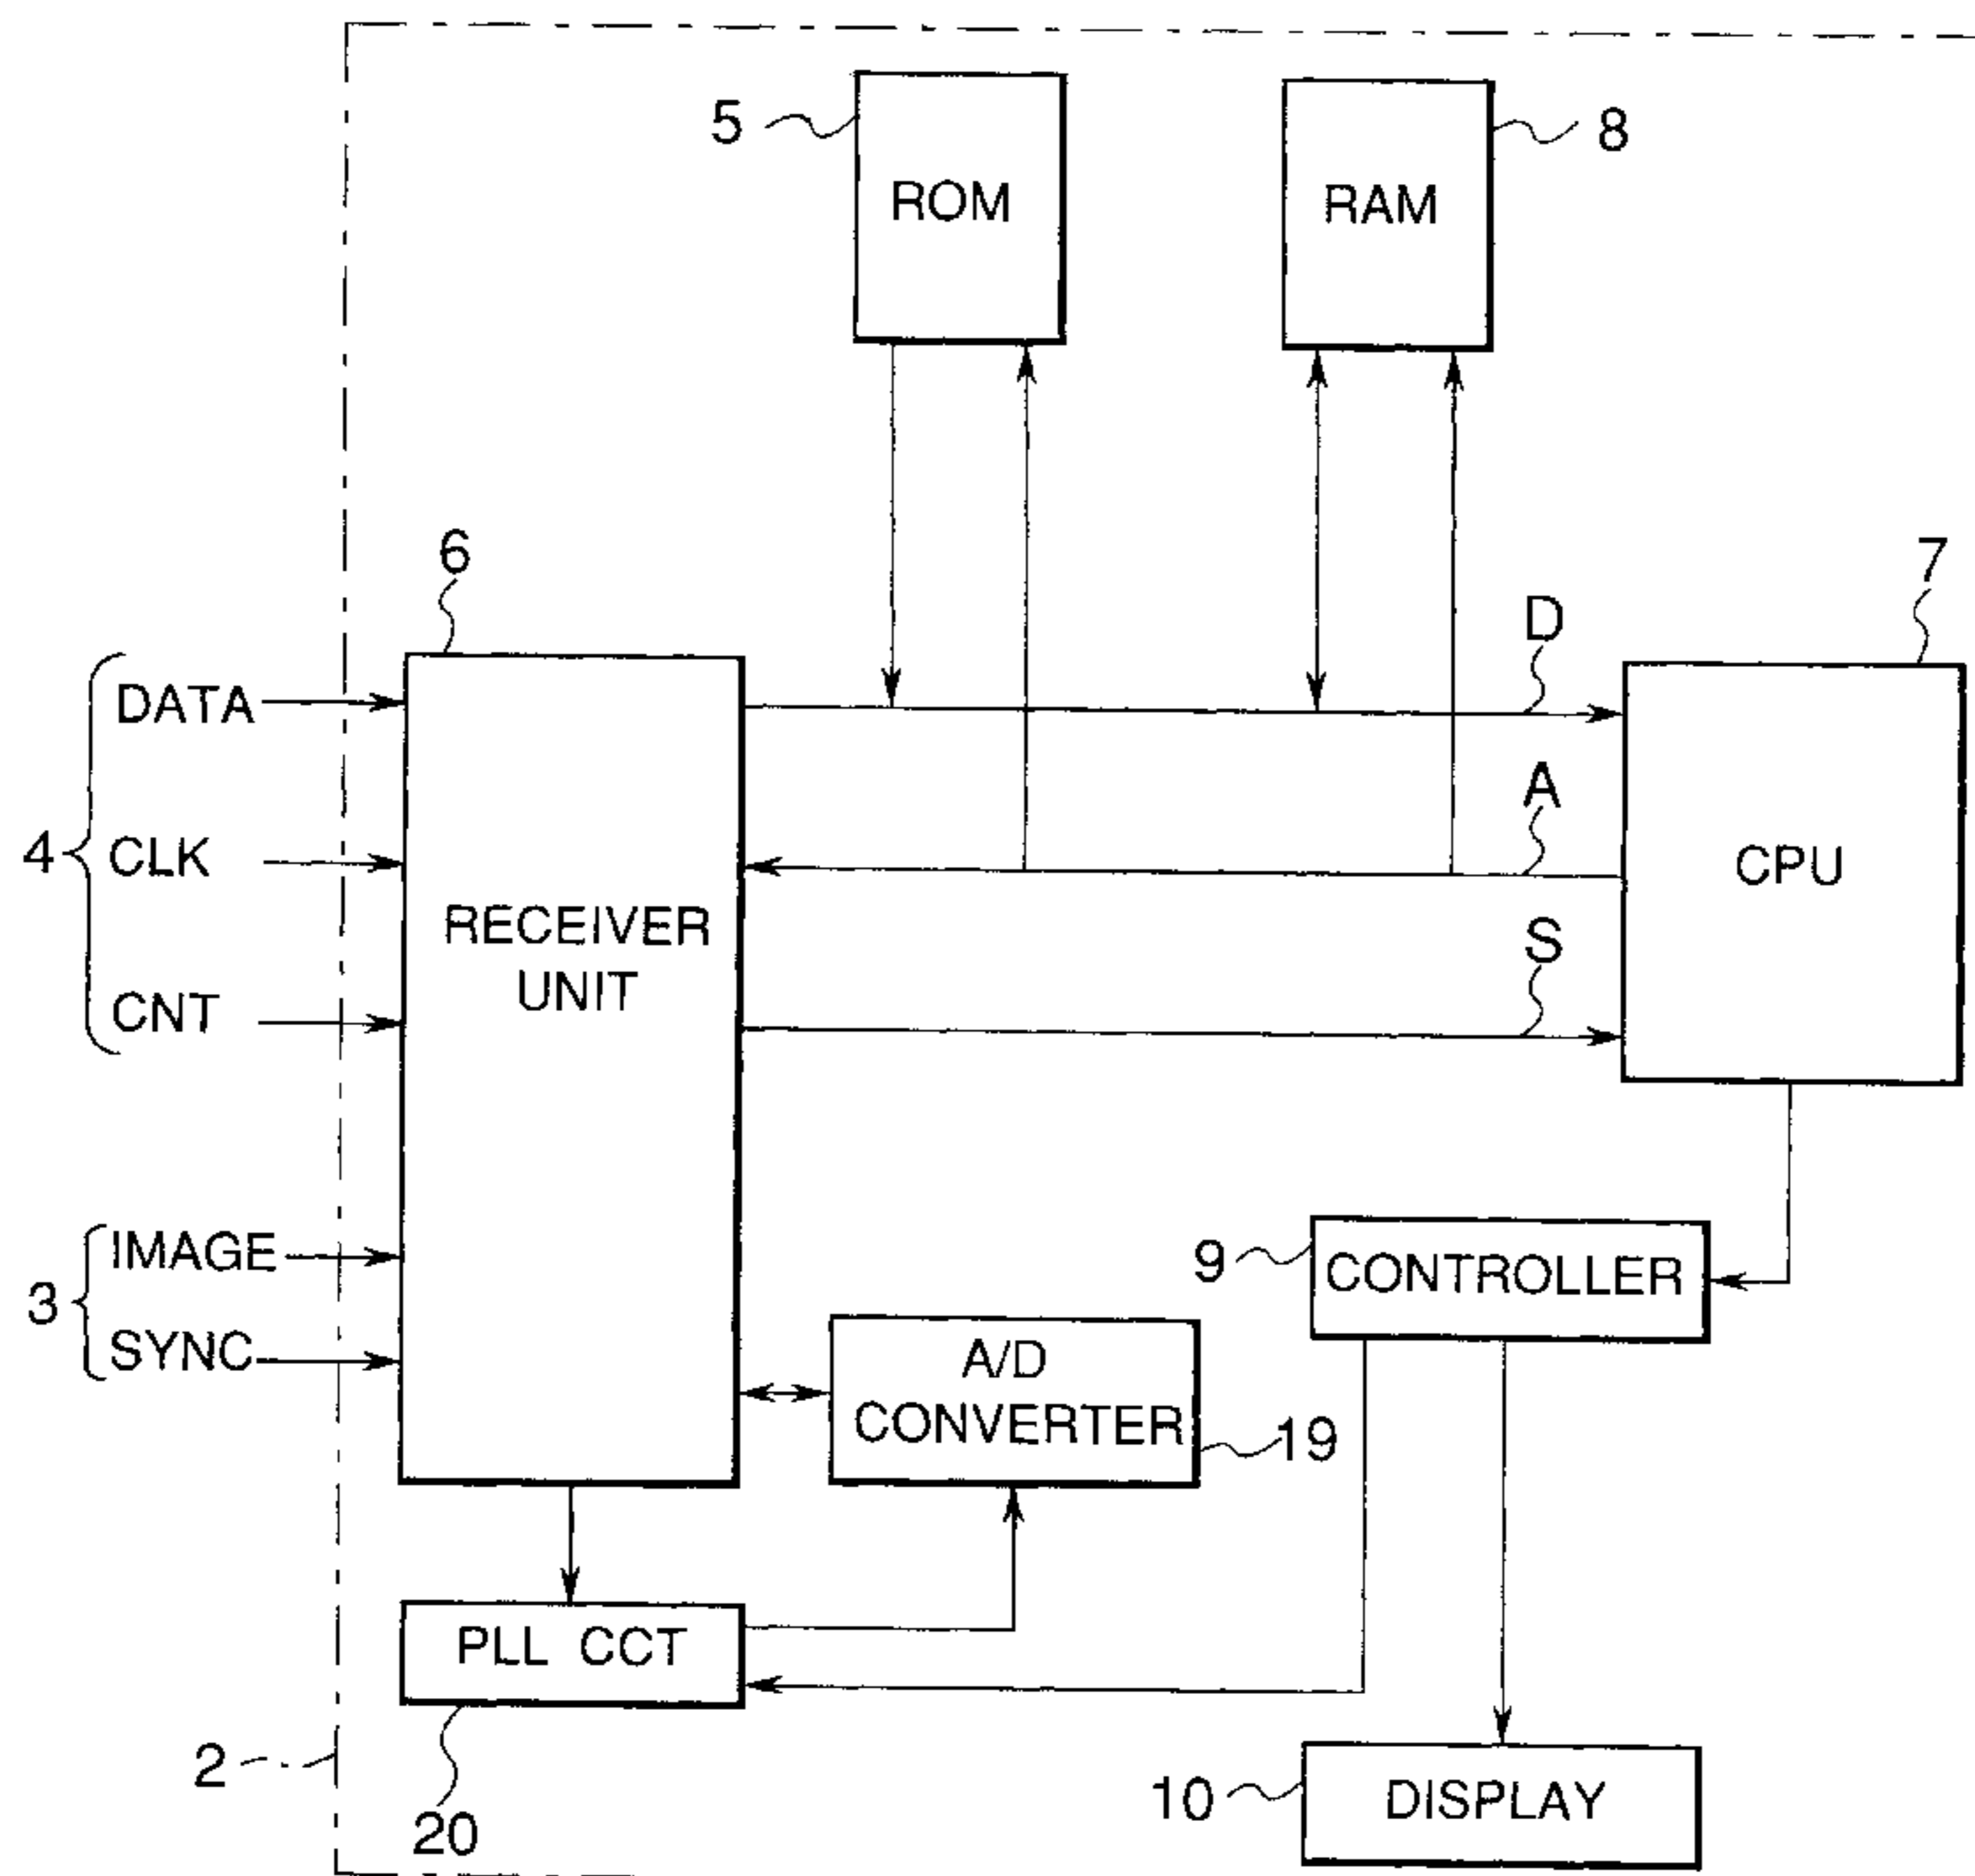 5
ROM
8
RAM
6
7
D
DATA
A
4
CLK
CPU
RECEIVER
UNIT
S
CNT
IMAGE
9
CONTROLLER
3
SYNC
A/D
CONVERTER
19
PLL CCT
2
20
10
DISPLAY